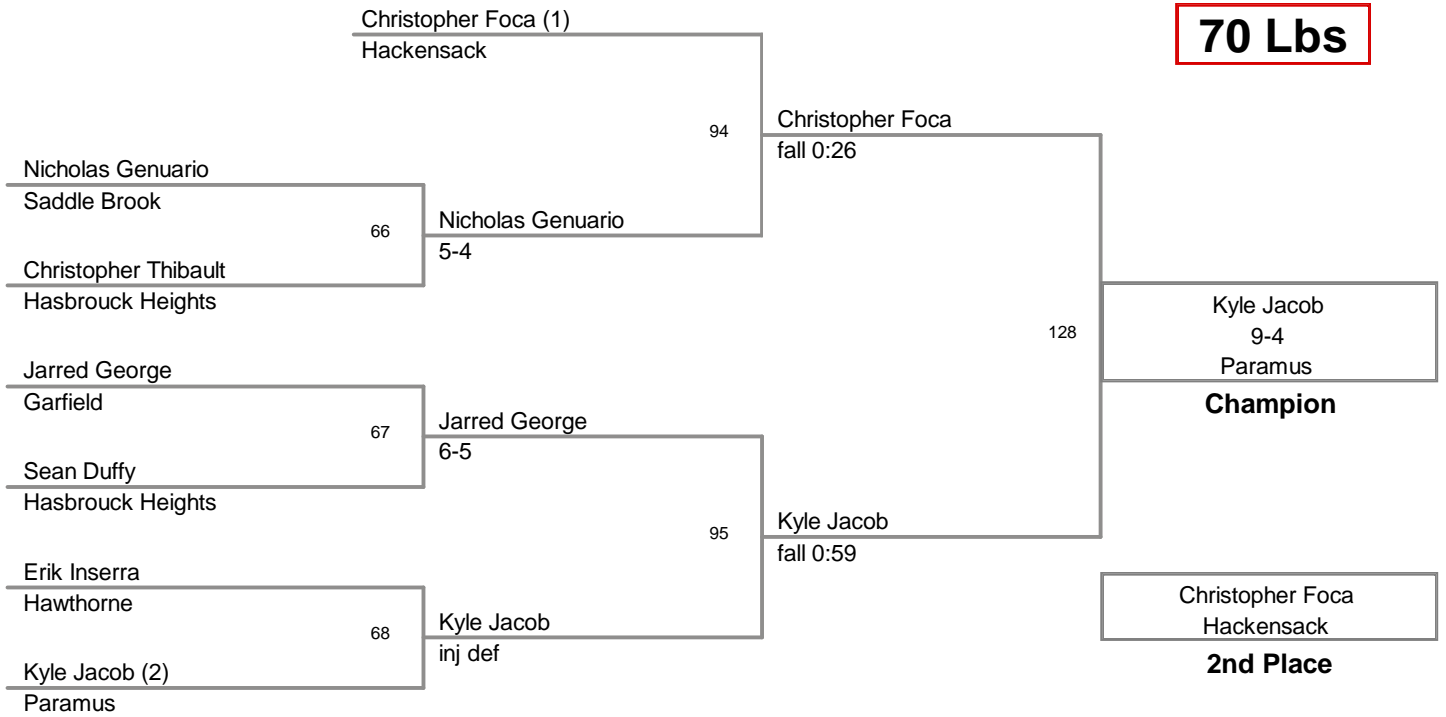 Christopher Foca (1)
Hackensack
70 Lbs
94
Christopher Foca
fall 0:26
Nicholas Genuario
Saddle Brook
66
Nicholas Genuario
5-4
Christopher Thibault
Hasbrouck Heights
128
Kyle Jacob
9-4
Paramus
Champion
Jarred George
Garfield
67
Jarred George
6-5
Sean Duffy
Hasbrouck Heights
95
Kyle Jacob
fall 0:59
Erik Inserra
Hawthorne
68
Kyle Jacob
inj def
Kyle Jacob (2)
Paramus
Christopher Foca
Hackensack
2nd Place